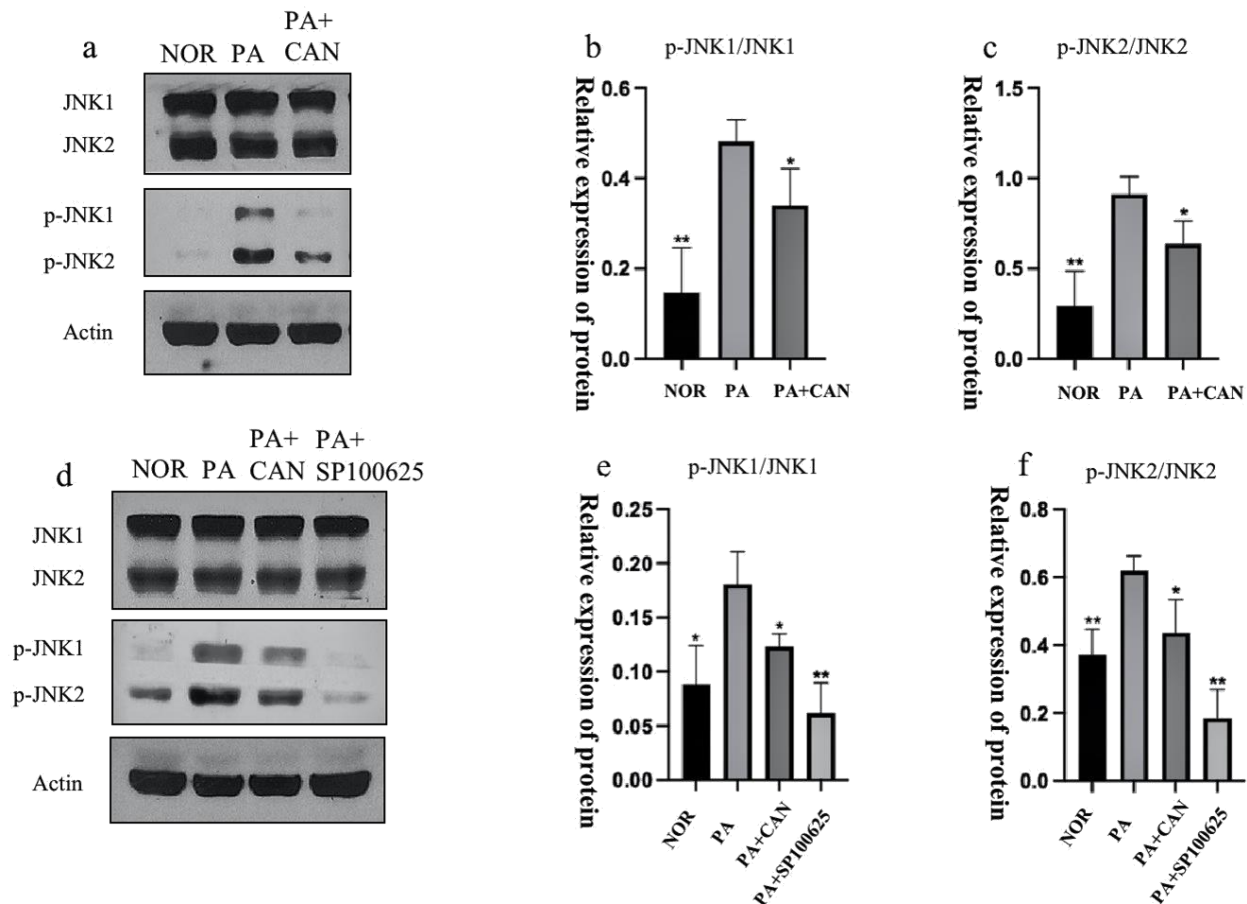 a
NOR PA PA+
CAN
JNK1
JNK2
p-JNK1
p-JNK2
Actin
b
p-JNK1/JNK1
Relative expression of protein
0.6
0.4
0.2
0.0
**
*
NOR PA PA+CAN
c
p-JNK2/JNK2
Relative expression of protein
1.5
1.0
0.5
0.0
**
*
NOR PA PA+CAN
d
NOR PA PA+
CAN PA+
SP100625
JNK1
JNK2
p-JNK1
p-JNK2
Actin
e
p-JNK1/JNK1
Relative expression of protein
0.25
0.20
0.15
0.10
0.05
0.00
*
*
**
NOR
PA
PA+CAN
PA+SP100625
f
p-JNK2/JNK2
Relative expression of protein
0.8
0.6
0.4
0.2
0.0
**
*
**
NOR
PA
PA+CAN
PA+SP100625